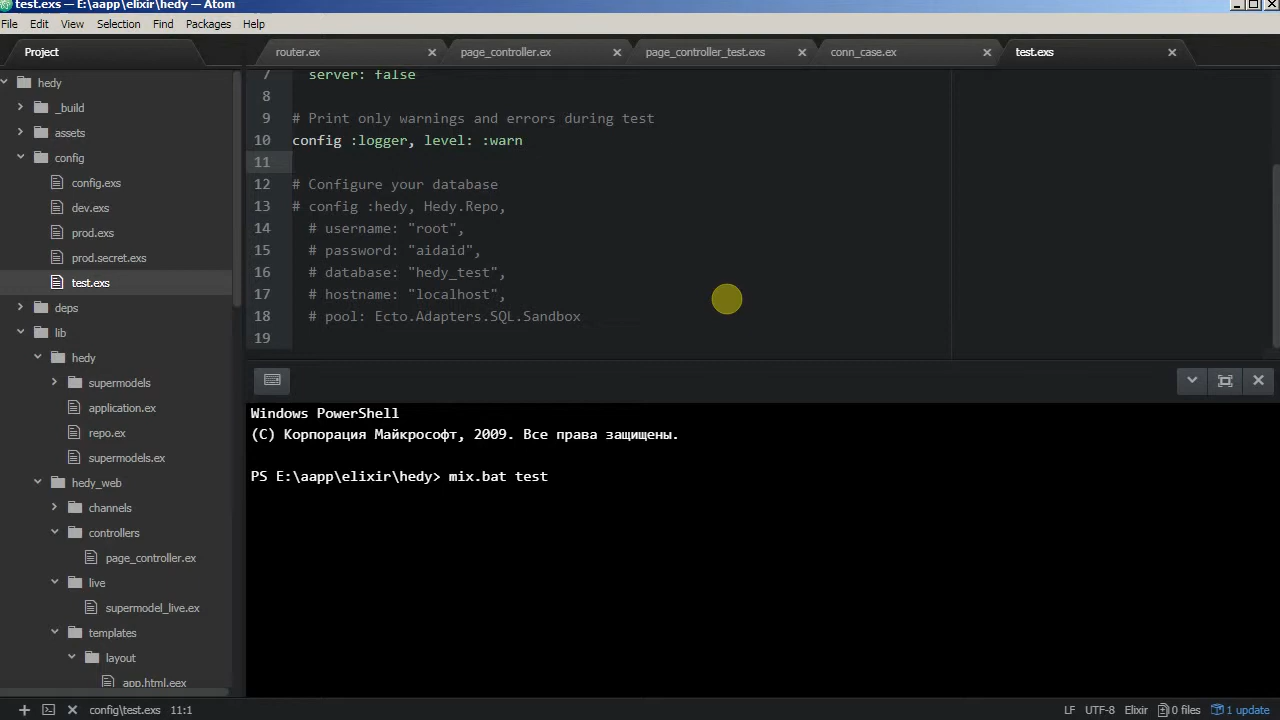 test.exs — E:\aapp\elixir\hedy — Atom
File Edit View Selection Find Packages Help
Project
router.ex
page_controller.ex
page_controller_test.exs
conn_case.ex
test.exs
hedy
_build
assets
config
config.exs
dev.exs
prod.exs
prod.secret.exs
test.exs
deps
lib
hedy
supermodels
application.ex
repo.ex
supermodels.ex
hedy_web
channels
controllers
page_controller.ex
live
supermodel_live.ex
templates
layout
app.html.eex
7 server: false
8
9 # Print only warnings and errors during test
10 config :logger, level: :warn
11
12 # Configure your database
13 # config :hedy, Hedy.Repo,
14 # username: "root",
15 # password: "aidaid",
16 # database: "hedy_test",
17 # hostname: "localhost",
18 # pool: Ecto.Adapters.SQL.Sandbox
19
Windows PowerShell
(C) Корпорация Майкрософт, 2009. Все права защищены.
PS E:\aapp\elixir\hedy> mix.bat test
config\test.exs 11:1
LF UTF-8 Elixir 0 files 1 update